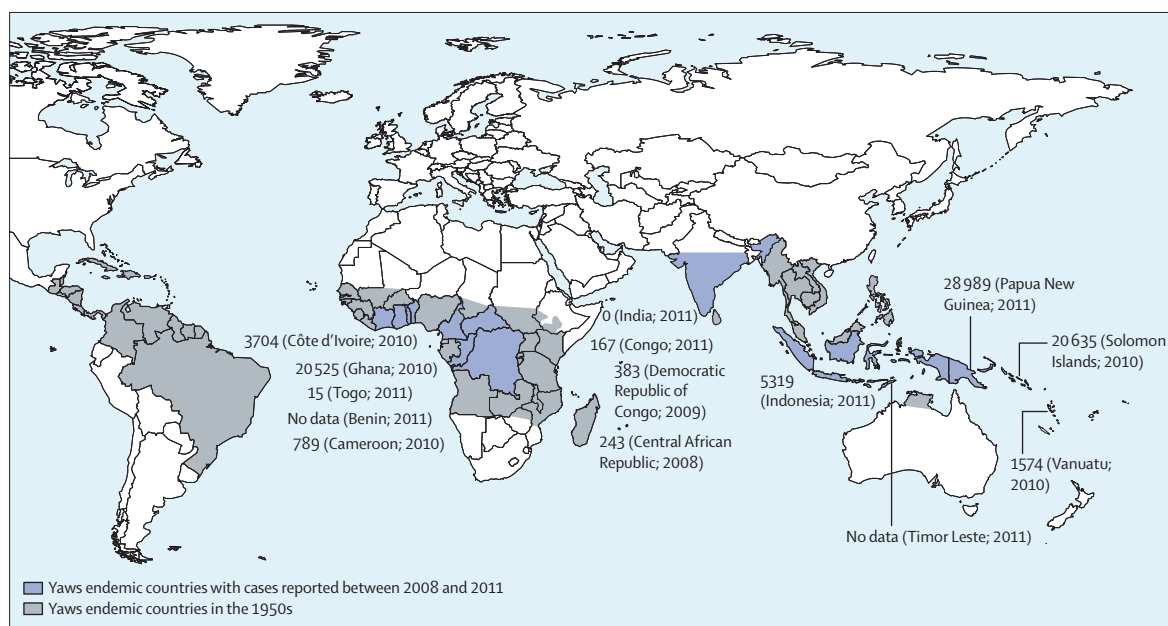 3704 (Côte d'Ivoire; 2010)
20 525 (Ghana; 2010)
15 (Togo; 2011)
No data (Benin; 2011)
789 (Cameroon; 2010)
0 (India; 2011)
167 (Congo; 2011)
383 (Democratic
Republic of
Congo; 2009)
243 (Central African
Republic; 2008)
5319
(Indonesia; 2011)
28 989 (Papua New
Guinea; 2011)
20 635 (Solomon
Islands; 2010)
1574 (Vanuatu;
2010)
No data (Timor Leste; 2011)
Yaws endemic countries with cases reported between 2008 and 2011
Yaws endemic countries in the 1950s